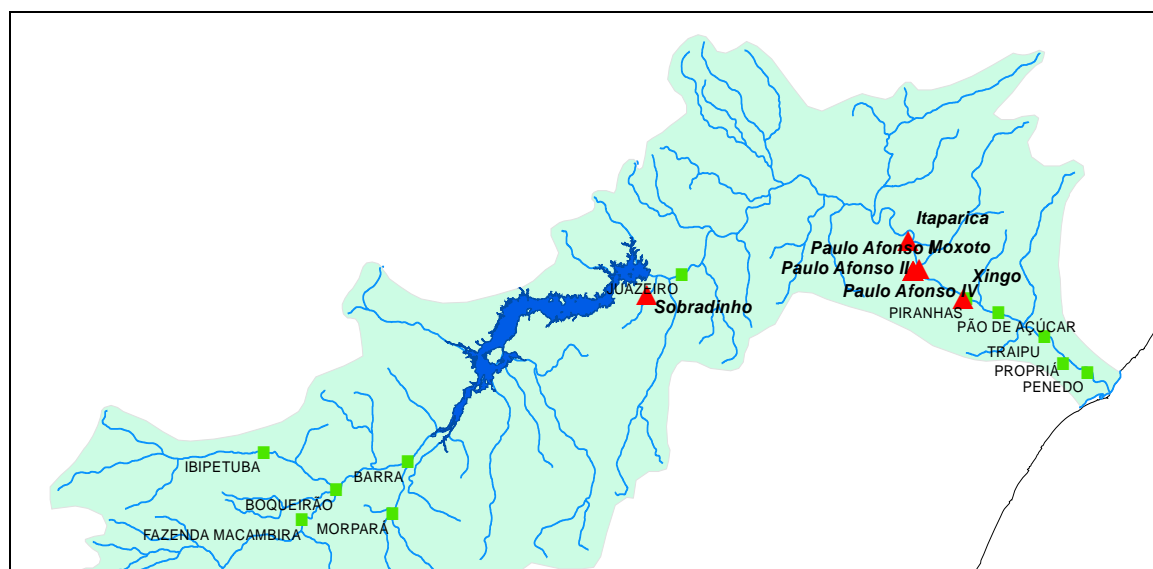 Itaparica
Paulo Afonso I
Moxoto
Paulo Afonso II
Xingo
Paulo Afonso IV
JUAZEIRO
Sobradinho
PIRANHAS
PÃO DE AÇÚCAR
TRAIPU
PROPRIÁ
PENEDO
IBIPETUBA
BARRA
BOQUEIRÃO
FAZENDA MACAMBIRA
MORPARÁ